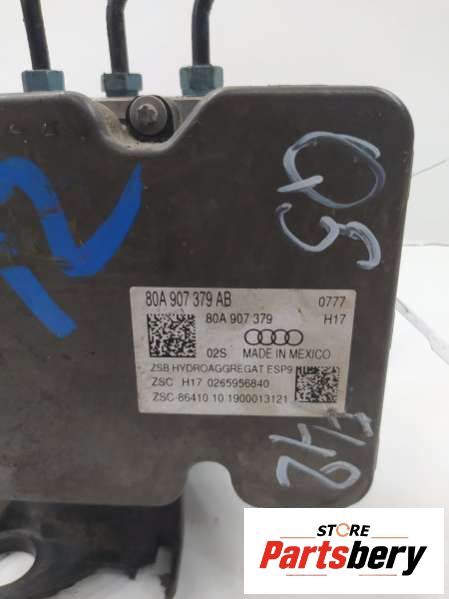 Q5
12
80A 907 379 AB 0777
80A 907 379 H17
02S MADE IN MEXICO
ZSB HYDROAGGREGAT ESP9
ZSC H17 0265956840
ZSC-86410 10 1900013121
STORE
Partsbery